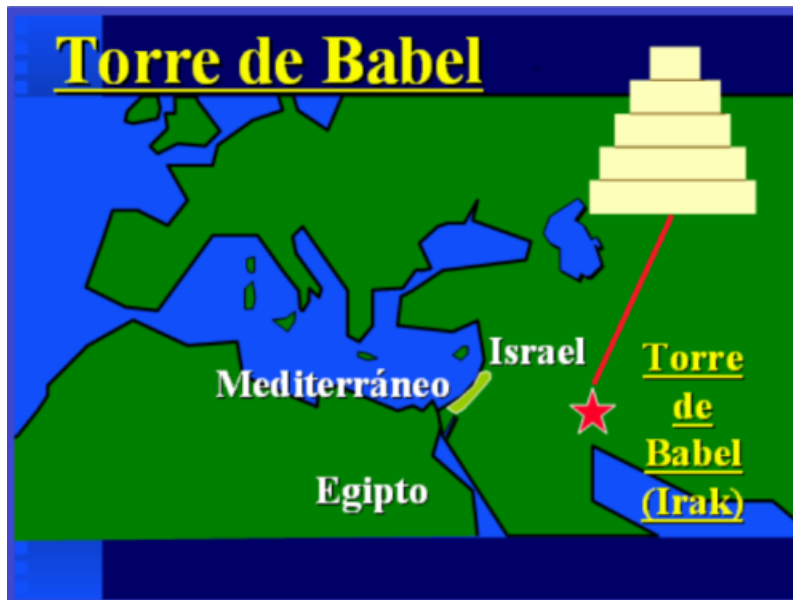 Torre de Babel
Israel
Mediterráneo
Egipto
Torre
de
Babel
(Irak)